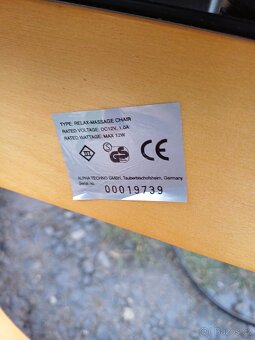 TYPE: RELAX-MASSAGE CHAIR
RATED VOLTAGE: DC12V, 1.0A
RATED WATTAGE: MAX 12W
GS
CE
ALPHA TECHNO GMBH, Tauberbischofsheim, Germany
Serial no. 00019739